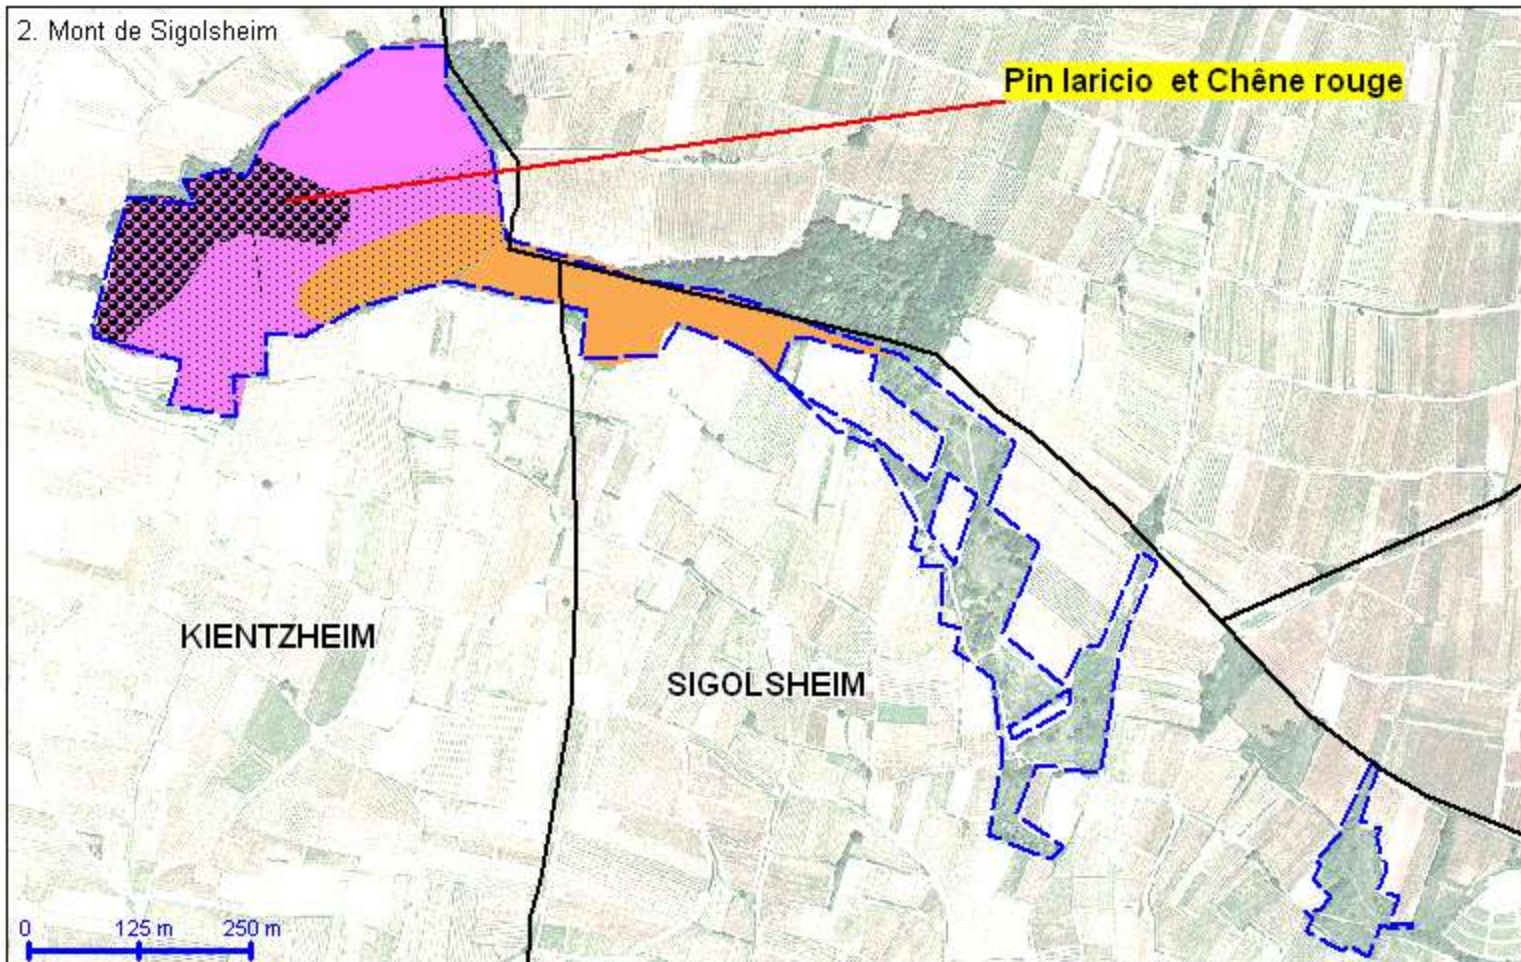 2. Mont de Sigolsheim
Pin laricio et Chêne rouge
KIENTZHEIM
SIGOLSHEIM
0 125 m 250 m